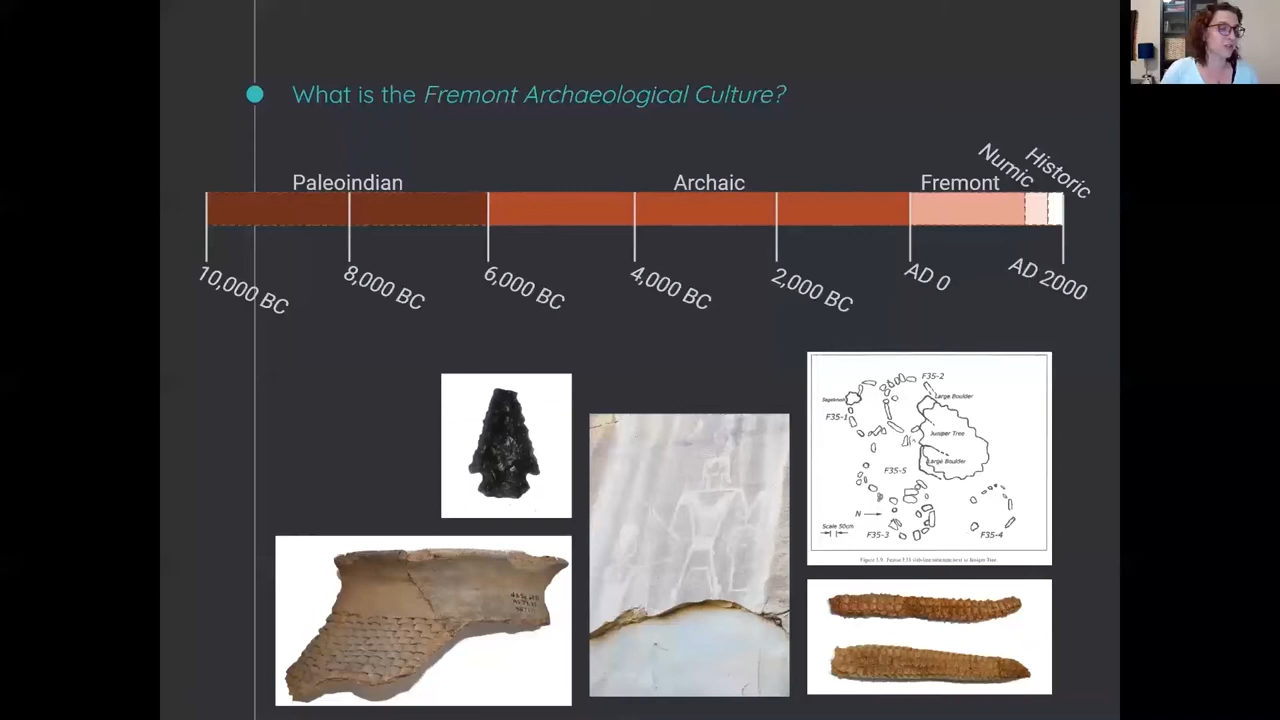 What is the Fremont Archaeological Culture?
Paleoindian
Archaic
Fremont
Numic
Historic
10,000 BC
8,000 BC
6,000 BC
4,000 BC
2,000 BC
AD 0
AD 2000
F35-2
Large Boulder
F35-1
Juniper Tree
Large Boulder
F35-5
N
Scale 50cm
F35-3
F35-4